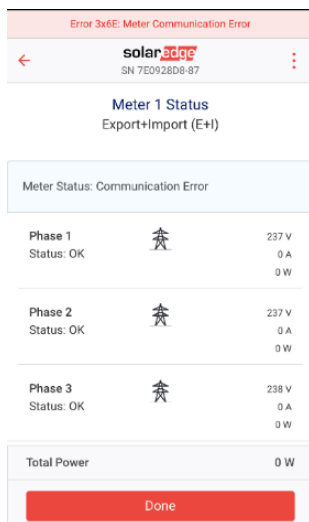 Error 3x6E: Meter Communication Error
solaredge
SN 7E0928D8-87
Meter 1 Status
Export+Import (E+I)
Meter Status: Communication Error
Phase 1
237 V
Status: OK
0 A
0 W
Phase 2
237 V
Status: OK
0 A
0 W
Phase 3
238 V
Status: OK
0 A
0 W
Total Power 0 W
Done